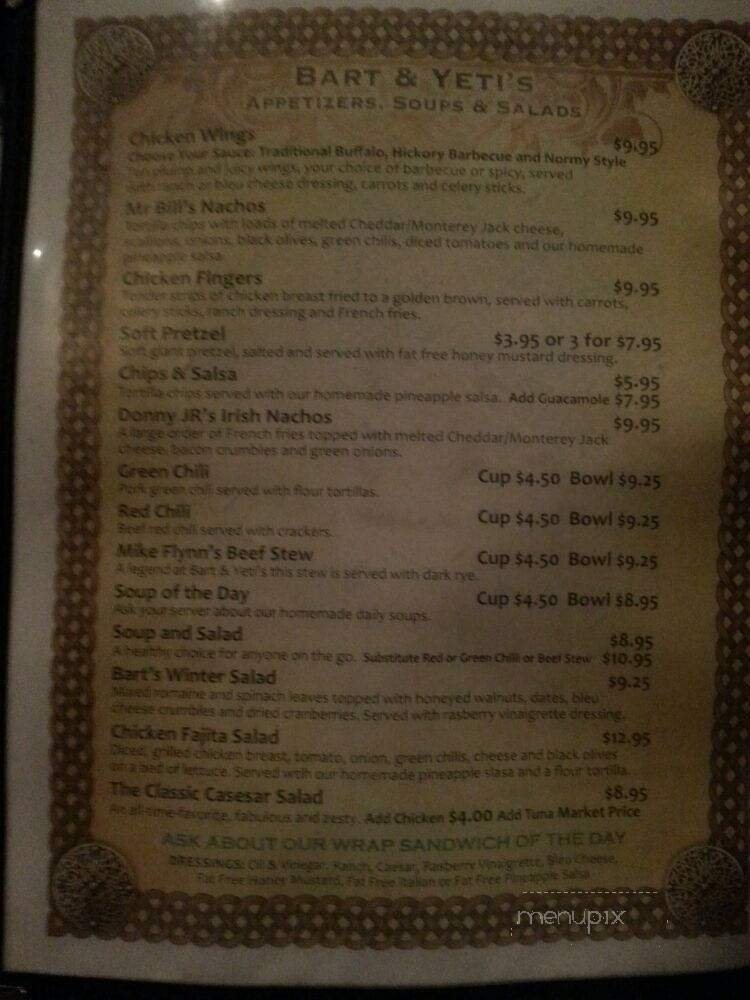 BART & YETI'S
APPETIZERS, SOUPS & SALADS
Chicken Wings
$9.95
Choose Your Sauce: Traditional Buffalo, Hickory Barbecue and Normy Style
Ten plump and juicy wings, your choice of barbecue or spicy, served
with ranch or bleu cheese dressing, carrots and celery sticks.
Mr Bill's Nachos $9.95
Tortilla chips with loads of melted Cheddar/Monterey Jack cheese,
scallions, onions, black olives, green chilis, diced tomatoes and our homemade
pineapple salsa.
Chicken Fingers $9.95
Tender strips of chicken breast fried to a golden brown, served with carrots,
celery sticks, ranch dressing and French fries.
Soft Pretzel $3.95 or 3 for $7.95
Soft giant pretzel, salted and served with fat free honey mustard dressing.
Chips & Salsa $5.95
Tortilla chips served with our homemade pineapple salsa. Add Guacamole $7.95
Donny JR's Irish Nachos $9.95
A large order of French fries topped with melted Cheddar/Monterey Jack
cheese, bacon crumbles and green onions.
Green Chili Cup $4.50 Bowl $9.25
Pork green chili served with flour tortillas.
Red Chili Cup $4.50 Bowl $9.25
Beef red chili served with crackers.
Mike Flynn's Beef Stew Cup $4.50 Bowl $9.25
A legend at Bart & Yeti's this stew is served with dark rye.
Soup of the Day Cup $4.50 Bowl $8.95
Ask your server about our homemade daily soups.
Soup and Salad $8.95
A healthy choice for anyone on the go. Substitute Red or Green Chili or Beef Stew $10.95
Bart's Winter Salad $9.25
Mixed romaine and spinach leaves topped with honeyed walnuts, dates, bleu
cheese crumbles and dried cranberries. Served with rasberry vinaigrette dressing.
Chicken Fajita Salad $12.95
Diced, grilled chicken breast, tomato, onion, green chilis, cheese and black olives
on a bed of lettuce. Served wtih our homemade pineapple slasa and a flour tortilla.
The Classic Casesar Salad $8.95
An all-time-favorite, fabulous and zesty. Add Chicken $4.00 Add Tuna Market Price
ASK ABOUT OUR WRAP SANDWICH OF THE DAY
DRESSINGS: Oil & Vinegar, Ranch, Caesar, Rasberry Vinaigrette, Bleu Cheese,
Fat Free Honey Mustard, Fat Free Italian or Fat Free Pineapple Salsa
menupix